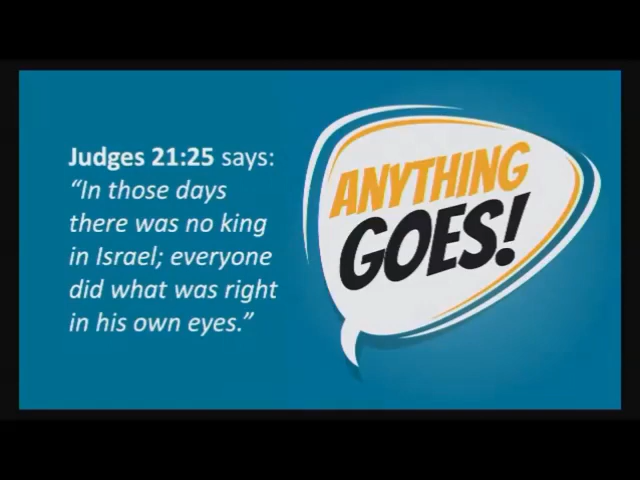 Judges 21:25 says:
“In those days
there was no king
in Israel; everyone
did what was right
in his own eyes.”
ANYTHING
GOES!